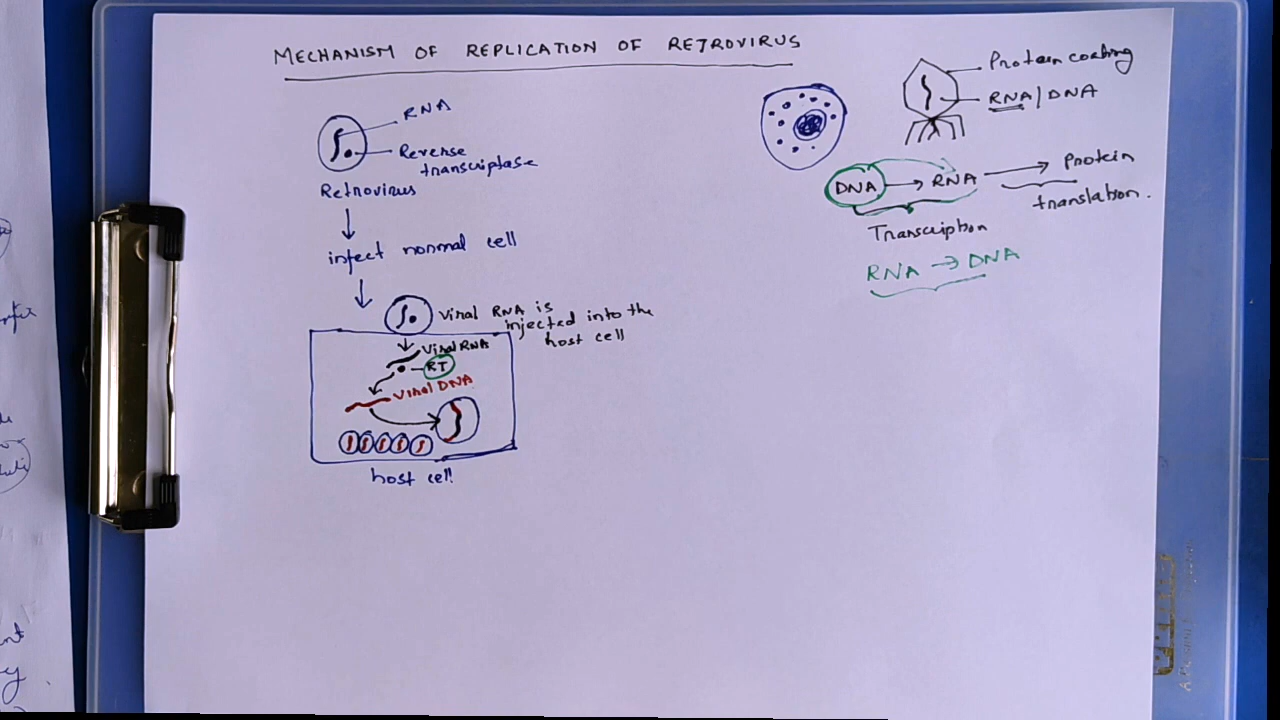 MECHANISM OF REPLICATION OF RETROVIRUS
RNA
Reverse
transcriptase
Retrovirus
infect normal cell
Viral RNA is
injected into the
host cell
Viral RNA
RT
Viral DNA
host cell
Protein coating
RNA/DNA
DNA → RNA → Protein
translation.
Transcription
RNA → DNA